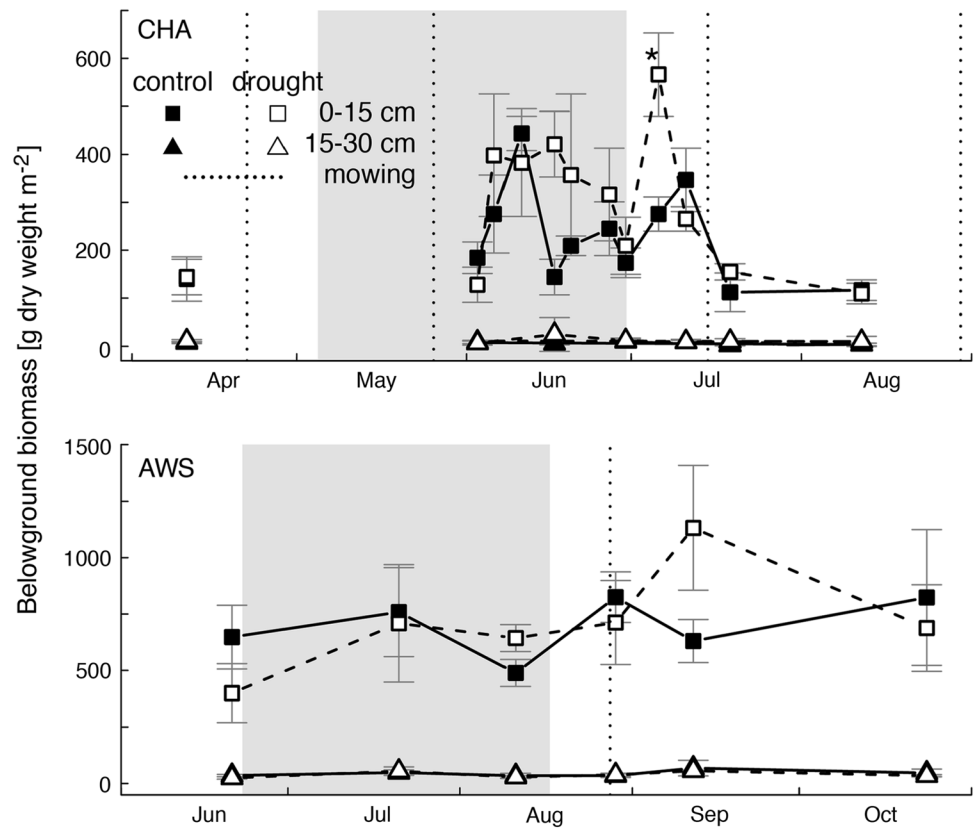 CHA
600
control drought
0-15 cm
15-30 cm
mowing
*
400
200
0
Apr May Jun Jul Aug
Belowground biomass [g dry weight m-2]
1500
AWS
1000
500
0
Jun Jul Aug Sep Oct